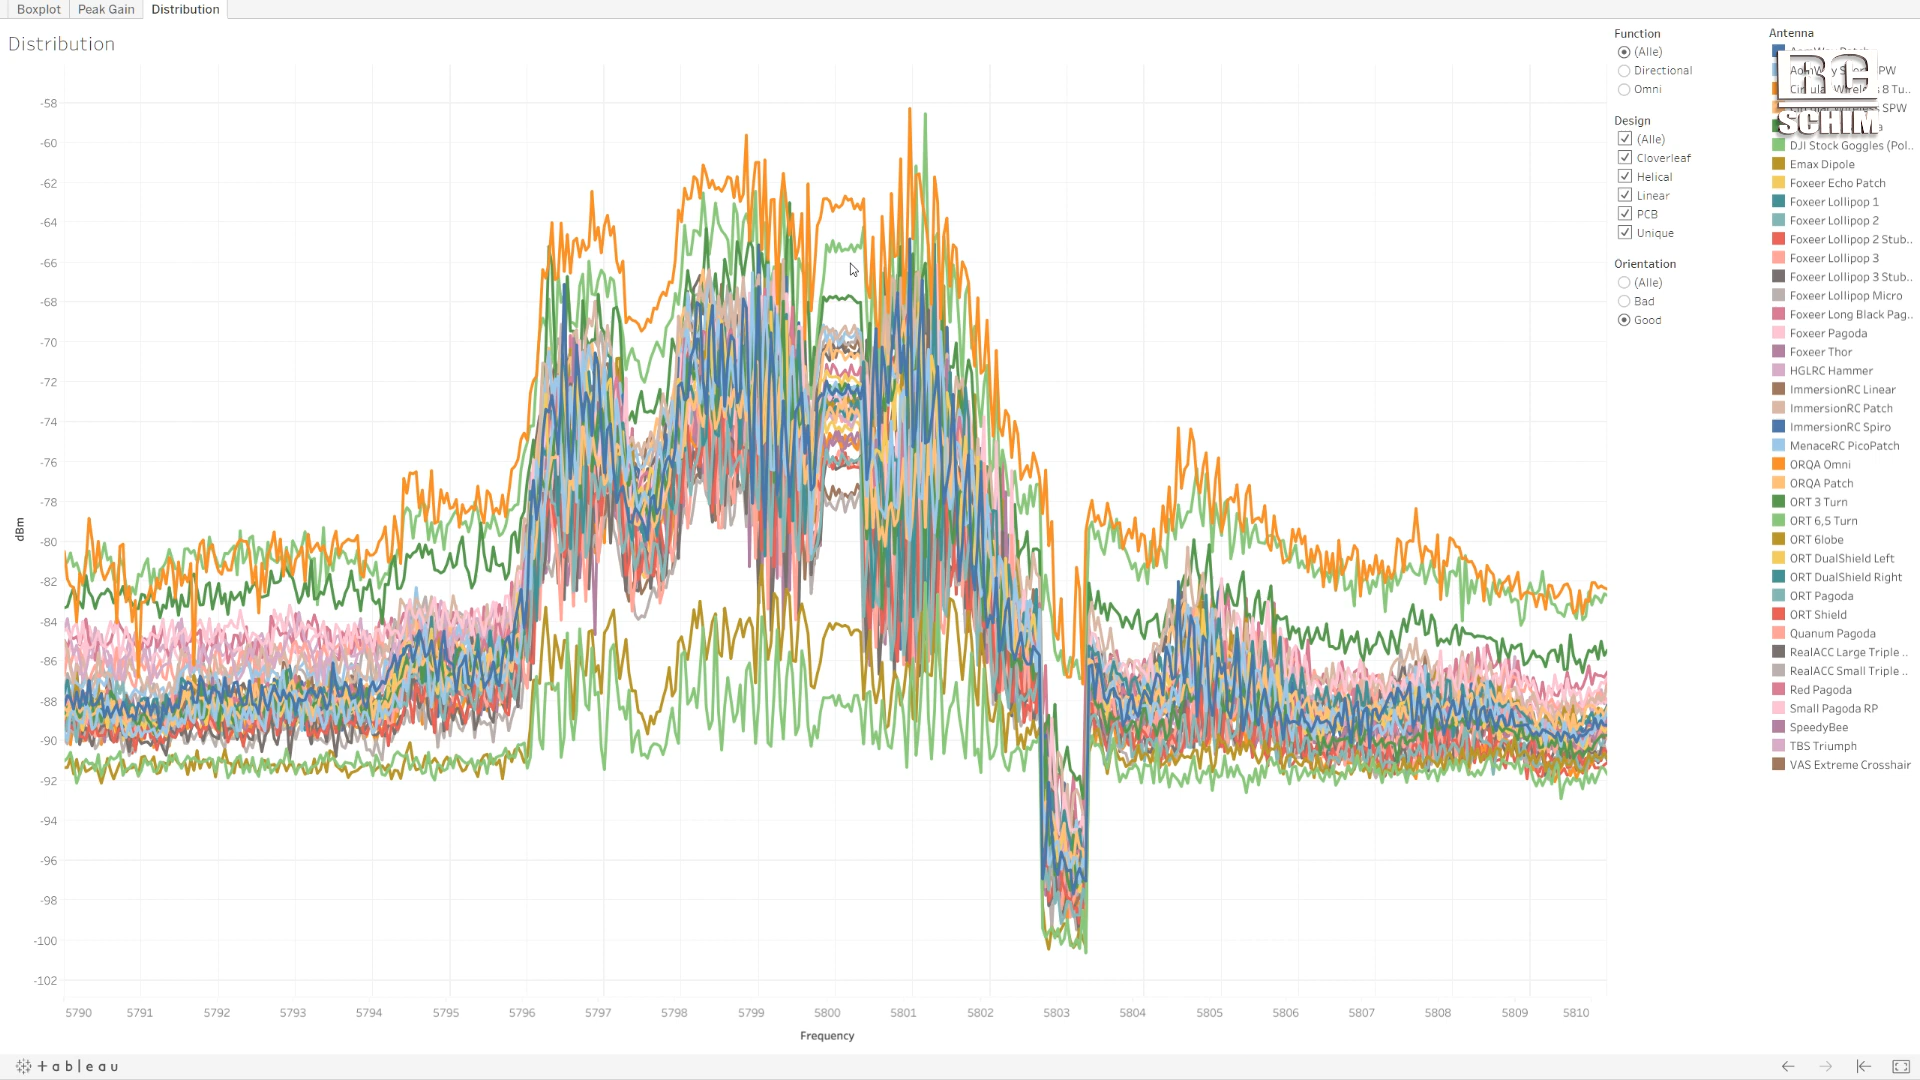 Boxplot
Peak Gain
Distribution
Distribution
-58
-60
-62
-64
-66
-68
-70
-72
-74
-76
-78
-80
-82
-84
-86
-88
-90
-92
-94
-96
-98
-100
-102
dBm
5790
5791
5792
5793
5794
5795
5796
5797
5798
5799
5800
5801
5802
5803
5804
5805
5806
5807
5808
5809
5810
Frequency
Function
(Alle)
Directional
Omni
Design
(Alle)
Cloverleaf
Helical
Linear
PCB
Unique
Orientation
(Alle)
Bad
Good
Antenna
RC
SCHIM
DJI Stock Goggles (Pol..
Emax Dipole
Foxeer Echo Patch
Foxeer Lollipop 1
Foxeer Lollipop 2
Foxeer Lollipop 2 Stub..
Foxeer Lollipop 3
Foxeer Lollipop 3 Stub..
Foxeer Lollipop Micro
Foxeer Long Black Pag..
Foxeer Pagoda
Foxeer Thor
HGLRC Hammer
ImmersionRC Linear
ImmersionRC Patch
ImmersionRC Spiro
MenaceRC PicoPatch
ORQA Omni
ORQA Patch
ORT 3 Turn
ORT 6,5 Turn
ORT 6lobe
ORT DualShield Left
ORT DualShield Right
ORT Pagoda
ORT Shield
Quanum Pagoda
RealACC Large Triple ..
RealACC Small Triple ..
Red Pagoda
Small Pagoda RP
SpeedyBee
TBS Triumph
VAS Extreme Crosshair
+ a b | e a u